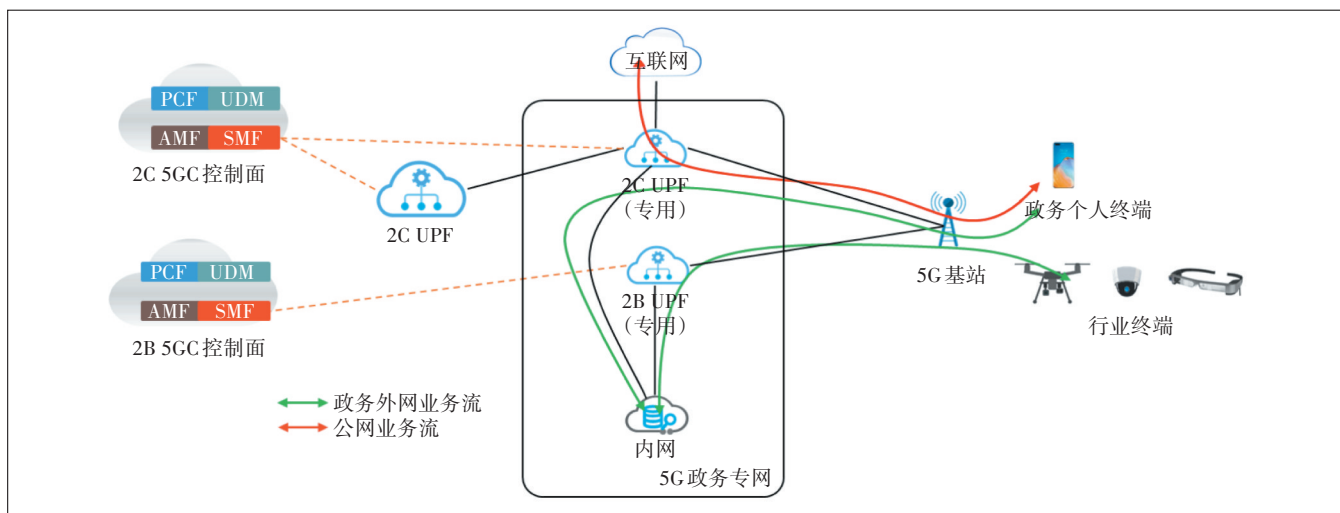 互联网
PCF UDM
AMF SMF
2C 5GC控制面
2C UPF
2C UPF
（专用）
政务个人终端
5G基站
PCF UDM
AMF SMF
2B 5GC控制面
2B UPF
（专用）
行业终端
政务外网业务流
公网业务流
内网
5G政务专网